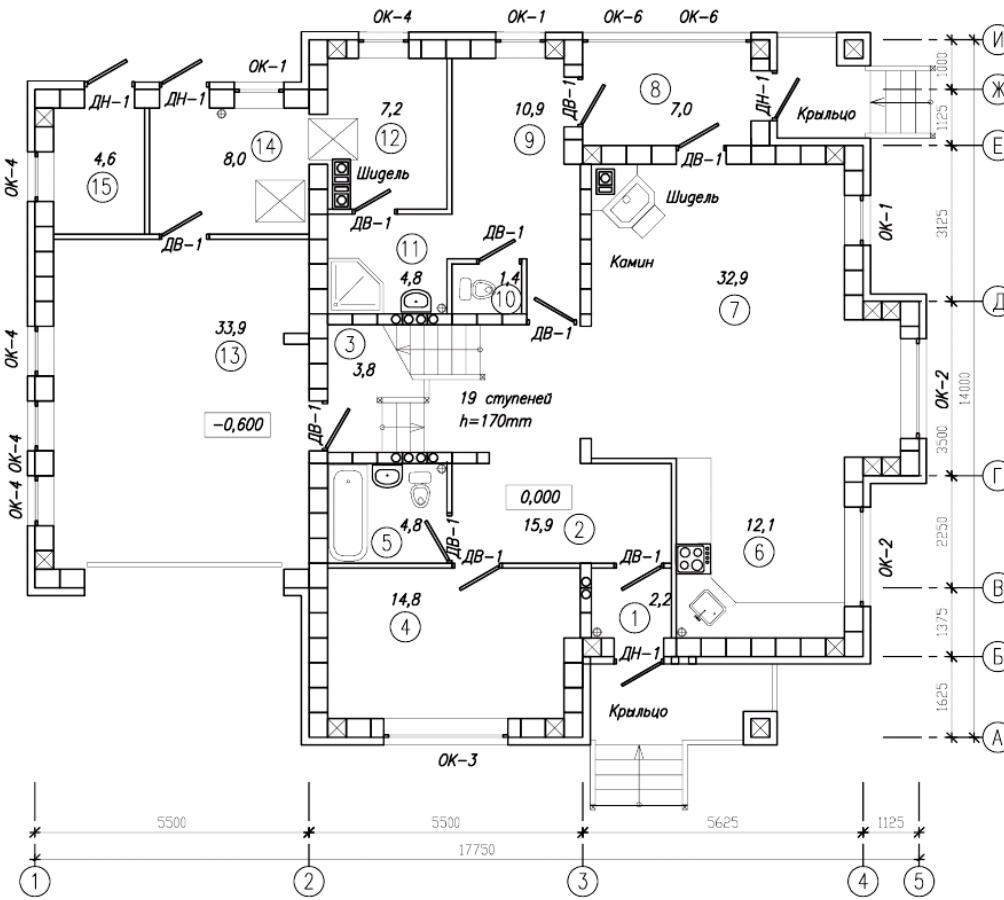 ОК-4
ОК-1
ОК-6
ОК-6
И
ОК-1
ДН-1
ДН-1
ДВ-1
8
7,0
ДН-1
Крыльцо
1000
Ж
1125
Е
7,2
12
10,9
9
14
8,0
4,6
15
ОК-4
Шидель
ДВ-1
Шидель
ДВ-1
ДВ-1
ДВ-1
11
4,8
1,4
10
Камин
32,9
7
ОК-1
3125
Д
33,9
13
ОК-4
3
3,8
ДВ-1
19 ступеней
h=170mm
-0,600
ДВ-1
ОК-2
14000
3500
ОК-4
ОК-4
Г
0,000
15,9
2
4,8
5
ДВ-1
ДВ-1
ДВ-1
12,1
6
ОК-2
2250
В
14,8
4
1
2,2
1375
ДН-1
Б
Крыльцо
1625
А
ОК-3
5500
5500
5625
1125
17750
1
2
3
4
5